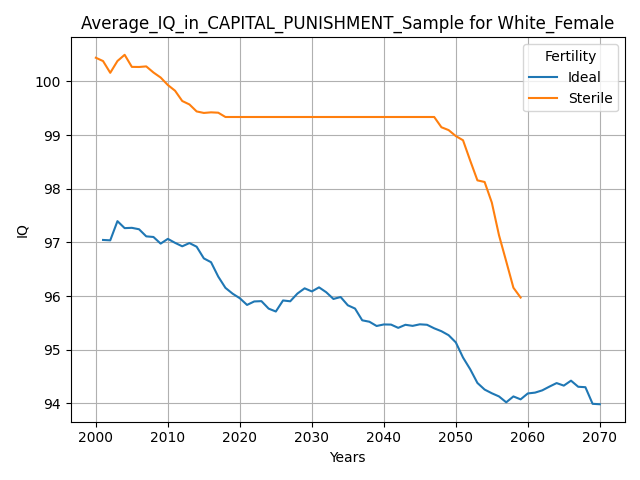 Average_IQ_in_CAPITAL_PUNISHMENT_Sample for White_Female
Fertility
Ideal
Sterile
100
99
98
97
96
95
94
IQ
2000 2010 2020 2030 2040 2050 2060 2070
Years